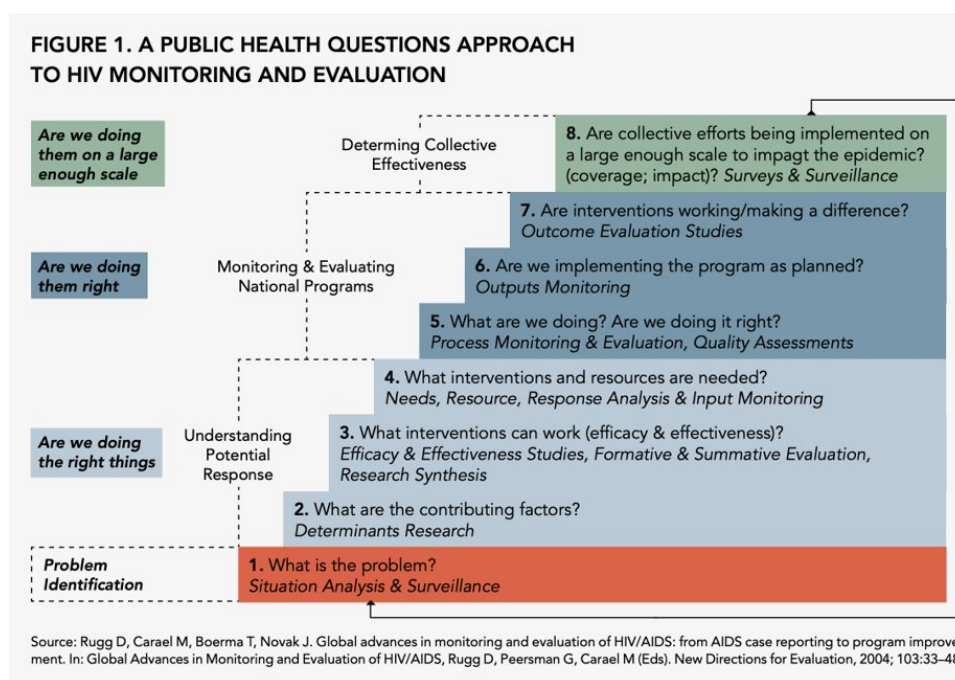 FIGURE 1. A PUBLIC HEALTH QUESTIONS APPROACH
TO HIV MONITORING AND EVALUATION
Are we doing
them on a large
enough scale
Determing Collective
Effectiveness
8. Are collective efforts being implemented on
a large enough scale to impagt the epidemic?
(coverage; impact)? Surveys & Surveillance
7. Are interventions working/making a difference?
Outcome Evaluation Studies
Are we doing
them right
Monitoring & Evaluating
National Programs
6. Are we implementing the program as planned?
Outputs Monitoring
5. What are we doing? Are we doing it right?
Process Monitoring & Evaluation, Quality Assessments
4. What interventions and resources are needed?
Needs, Resource, Response Analysis & Input Monitoring
Are we doing
the right things
Understanding
Potential
Response
3. What interventions can work (efficacy & effectiveness)?
Efficacy & Effectiveness Studies, Formative & Summative Evaluation,
Research Synthesis
2. What are the contributing factors?
Determinants Research
Problem
Identification
1. What is the problem?
Situation Analysis & Surveillance
Source: Rugg D, Carael M, Boerma T, Novak J. Global advances in monitoring and evaluation of HIV/AIDS: from AIDS case reporting to program improve
ment. In: Global Advances in Monitoring and Evaluation of HIV/AIDS, Rugg D, Peersman G, Carael M (Eds). New Directions for Evaluation, 2004; 103:33–48